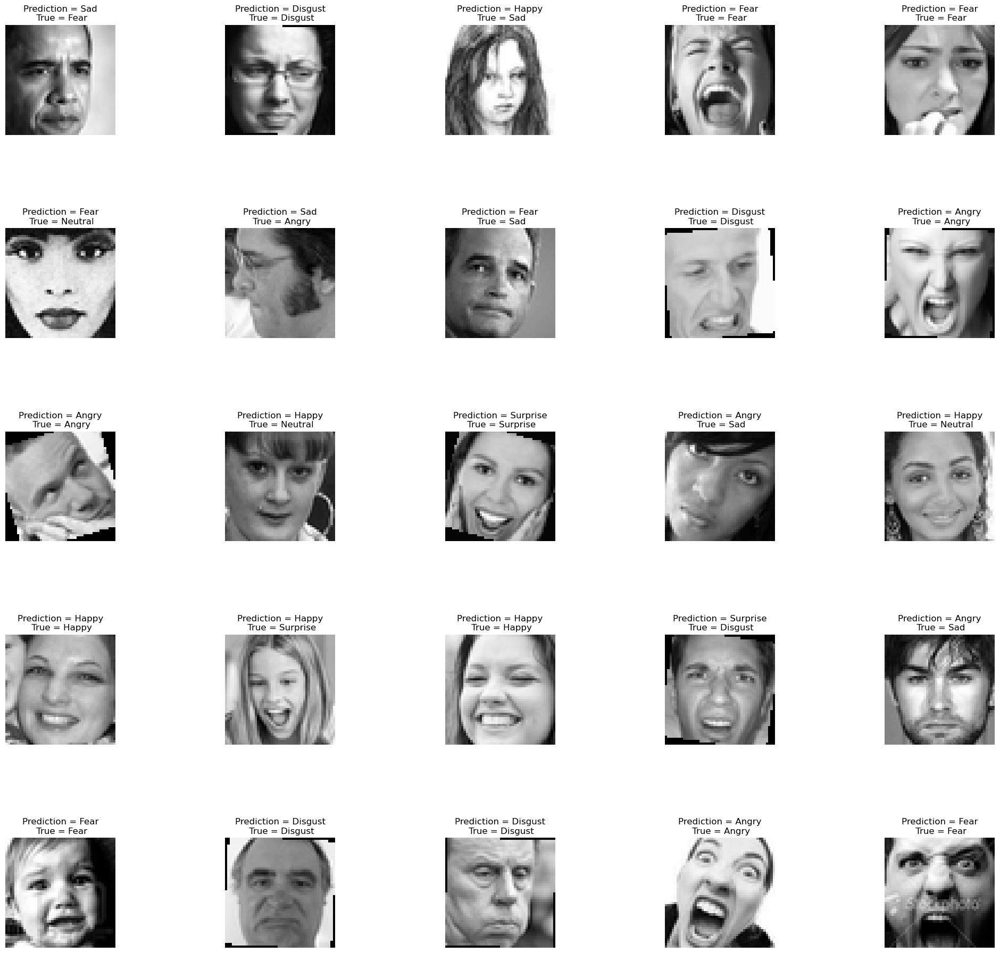 Prediction = Sad
True = Fear
Prediction = Disgust
True = Disgust
Prediction = Happy
True = Sad
Prediction = Fear
True = Fear
Prediction = Fear
True = Fear
Prediction = Fear
True = Neutral
Prediction = Sad
True = Angry
Prediction = Fear
True = Sad
Prediction = Disgust
True = Disgust
Prediction = Angry
True = Angry
Prediction = Angry
True = Angry
Prediction = Happy
True = Neutral
Prediction = Surprise
True = Surprise
Prediction = Angry
True = Sad
Prediction = Happy
True = Neutral
Prediction = Happy
True = Happy
Prediction = Happy
True = Surprise
Prediction = Happy
True = Happy
Prediction = Surprise
True = Disgust
Prediction = Angry
True = Sad
Prediction = Fear
True = Fear
Prediction = Disgust
True = Disgust
Prediction = Disgust
True = Disgust
Prediction = Angry
True = Angry
Prediction = Fear
True = Fear